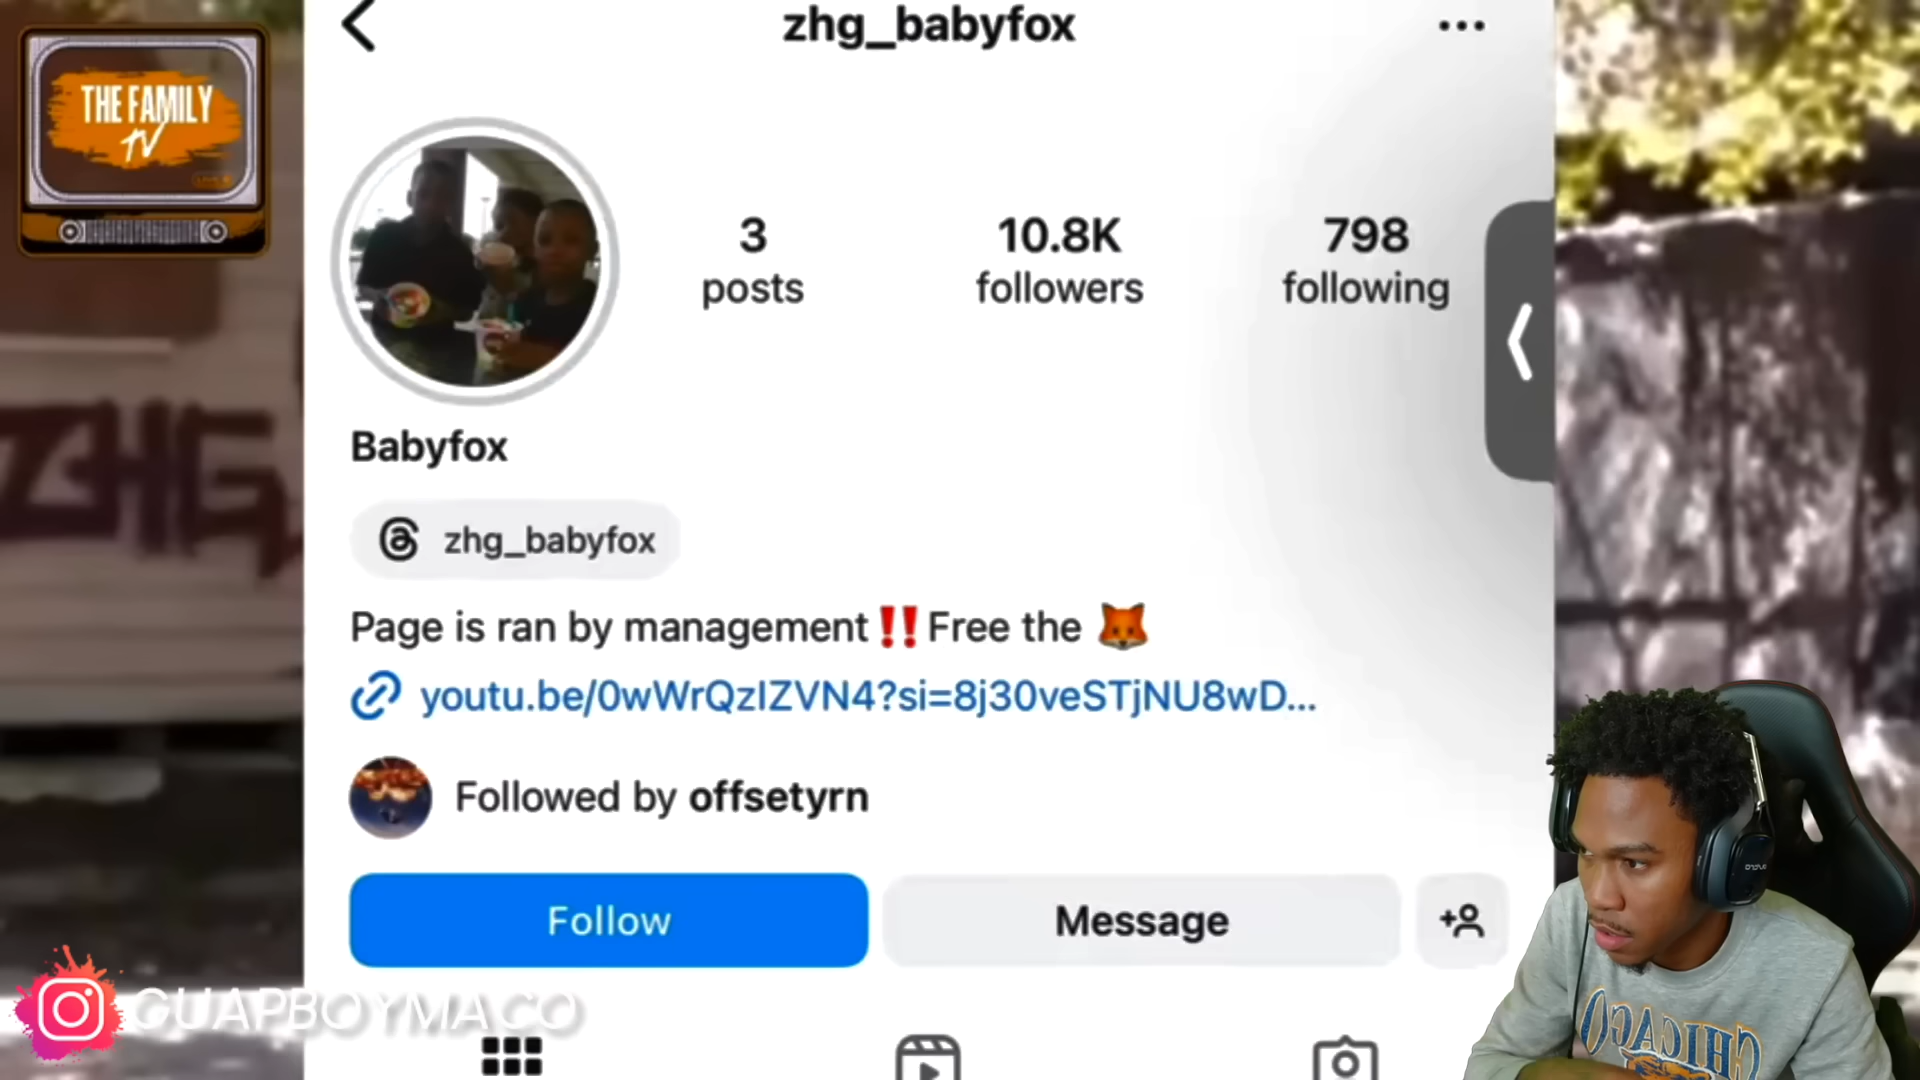 zhg_babyfox
THE FAMILY
TV
3
posts
10.8K
followers
798
following
Babyfox
zhg_babyfox
Page is ran by management‼️Free the 🦊
youtu.be/0wWrQzIZVN4?si=8j30veSTjNU8wD...
Followed by offsetyrn
Follow
Message
ZHG
GUAPBOYMACO
CHICAGO